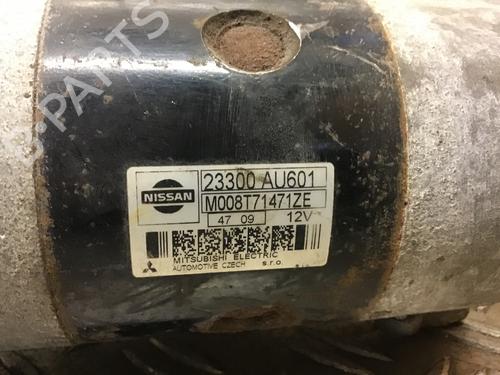 B-PARTS
NISSAN
23300 AU601
M008T71471ZE
47 09 12V
MITSUBISHI ELECTRIC
AUTOMOTIVE CZECH s.r.o.